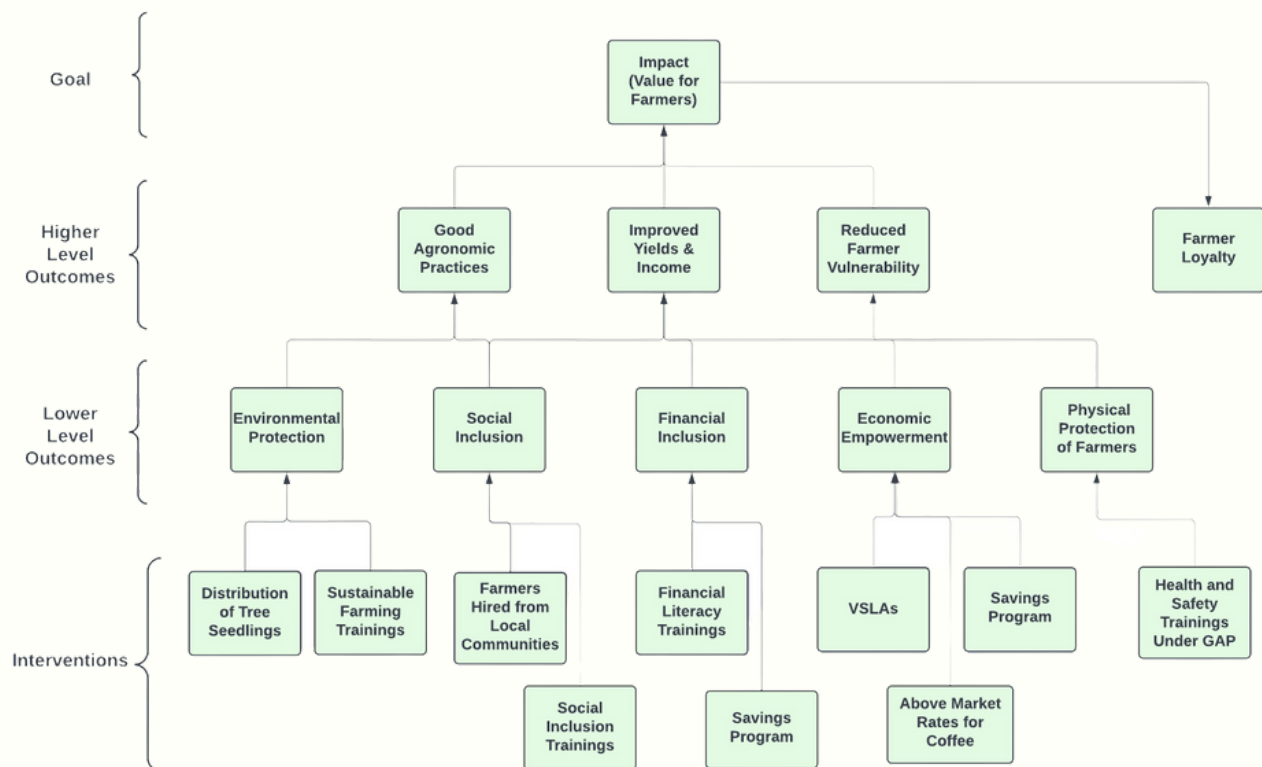 Goal
Impact
(Value for
Farmers)
Higher
Level
Outcomes
Good
Agronomic
Practices
Improved
Yields &
Income
Reduced
Farmer
Vulnerability
Farmer
Loyalty
Lower
Level
Outcomes
Environmental
Protection
Social
Inclusion
Financial
Inclusion
Economic
Empowerment
Physical
Protection
of Farmers
Interventions
Distribution
of Tree
Seedlings
Sustainable
Farming
Trainings
Farmers
Hired from
Local
Communities
Financial
Literacy
Trainings
VSLAs
Savings
Program
Health and
Safety
Trainings
Under GAP
Social
Inclusion
Trainings
Savings
Program
Above Market
Rates for
Coffee